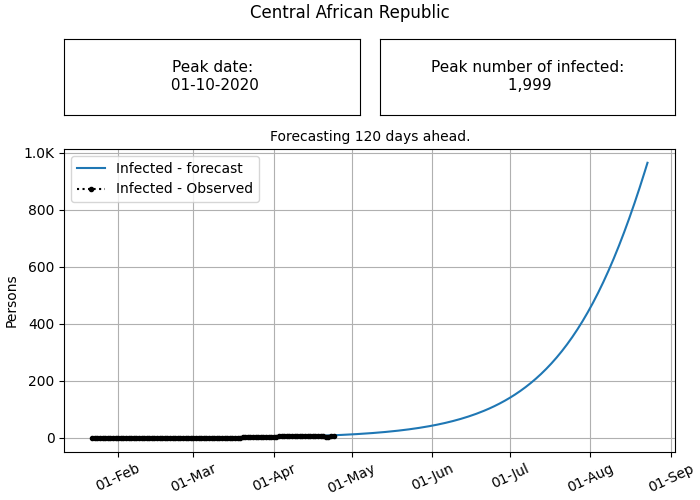 Central African Republic
Peak date:
01-10-2020
Peak number of infected:
1,999
Forecasting 120 days ahead.
Infected - forecast
Infected - Observed
Persons
1.0K
800
600
400
200
0
01-Feb
01-Mar
01-Apr
01-May
01-Jun
01-Jul
01-Aug
01-Sep